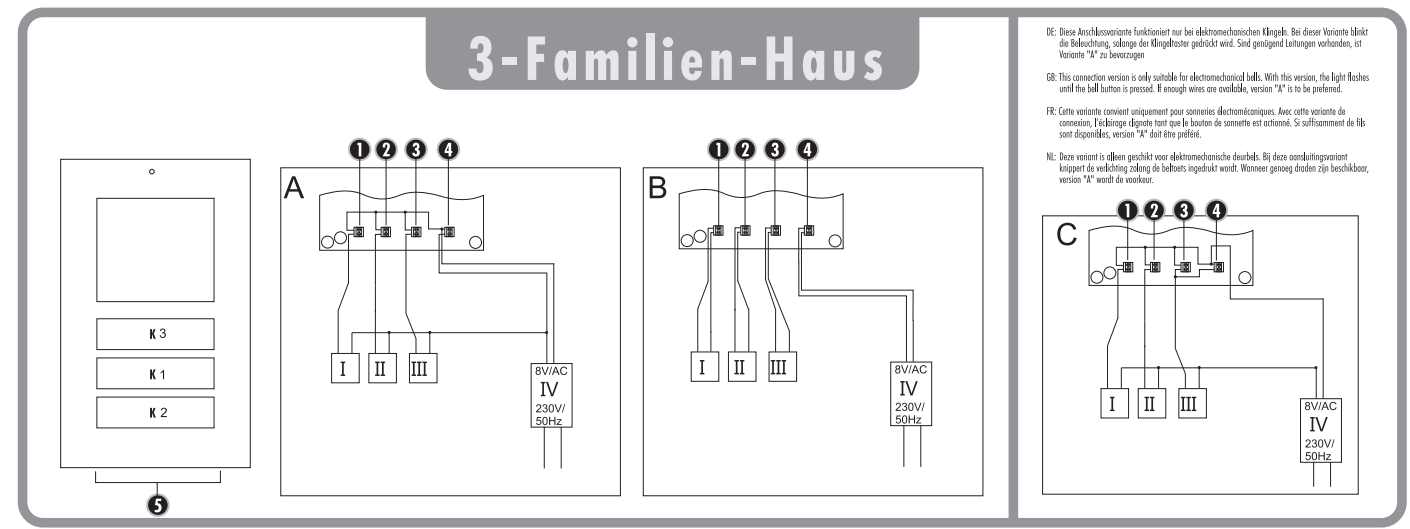 3-Familien-Haus
K 3
K 1
K 2
5
1 2 3 4
A
I II III
8V/AC
IV
230V/
50Hz
1 2 3 4
B
I II III
8V/AC
IV
230V/
50Hz
DE: Diese Anschlussvariante funktioniert nur bei elektromechanischen Klingeln. Bei dieser Variante blinkt
die Beleuchtung, solange der Klingeltaster gedrückt wird. Sind genügend Leitungen vorhanden, ist
Variante "A" zu bevorzugen
GB: This connection version is only suitable for electromechanical bells. With this version, the light flashes
until the bell button is pressed. If enough wires are available, version "A" is to be preferred.
FR: Cette variante convient uniquement pour sonneries électromécaniques. Avec cette variante de
connexion, l'éclairage clignote tant que le bouton de sonnette est actionné. Si suffisamment de fils
sont disponibles, version "A" doit être préféré.
NL: Deze variant is alleen geschikt voor elektromechanische deurbels. Bij deze aansluitingsvariant
knippert de verlichting zolang de beltoets ingedrukt wordt. Wanneer genoeg draden zijn beschikbaar,
version "A" wordt de voorkeur.
1 2 3 4
C
I II III
8V/AC
IV
230V/
50Hz